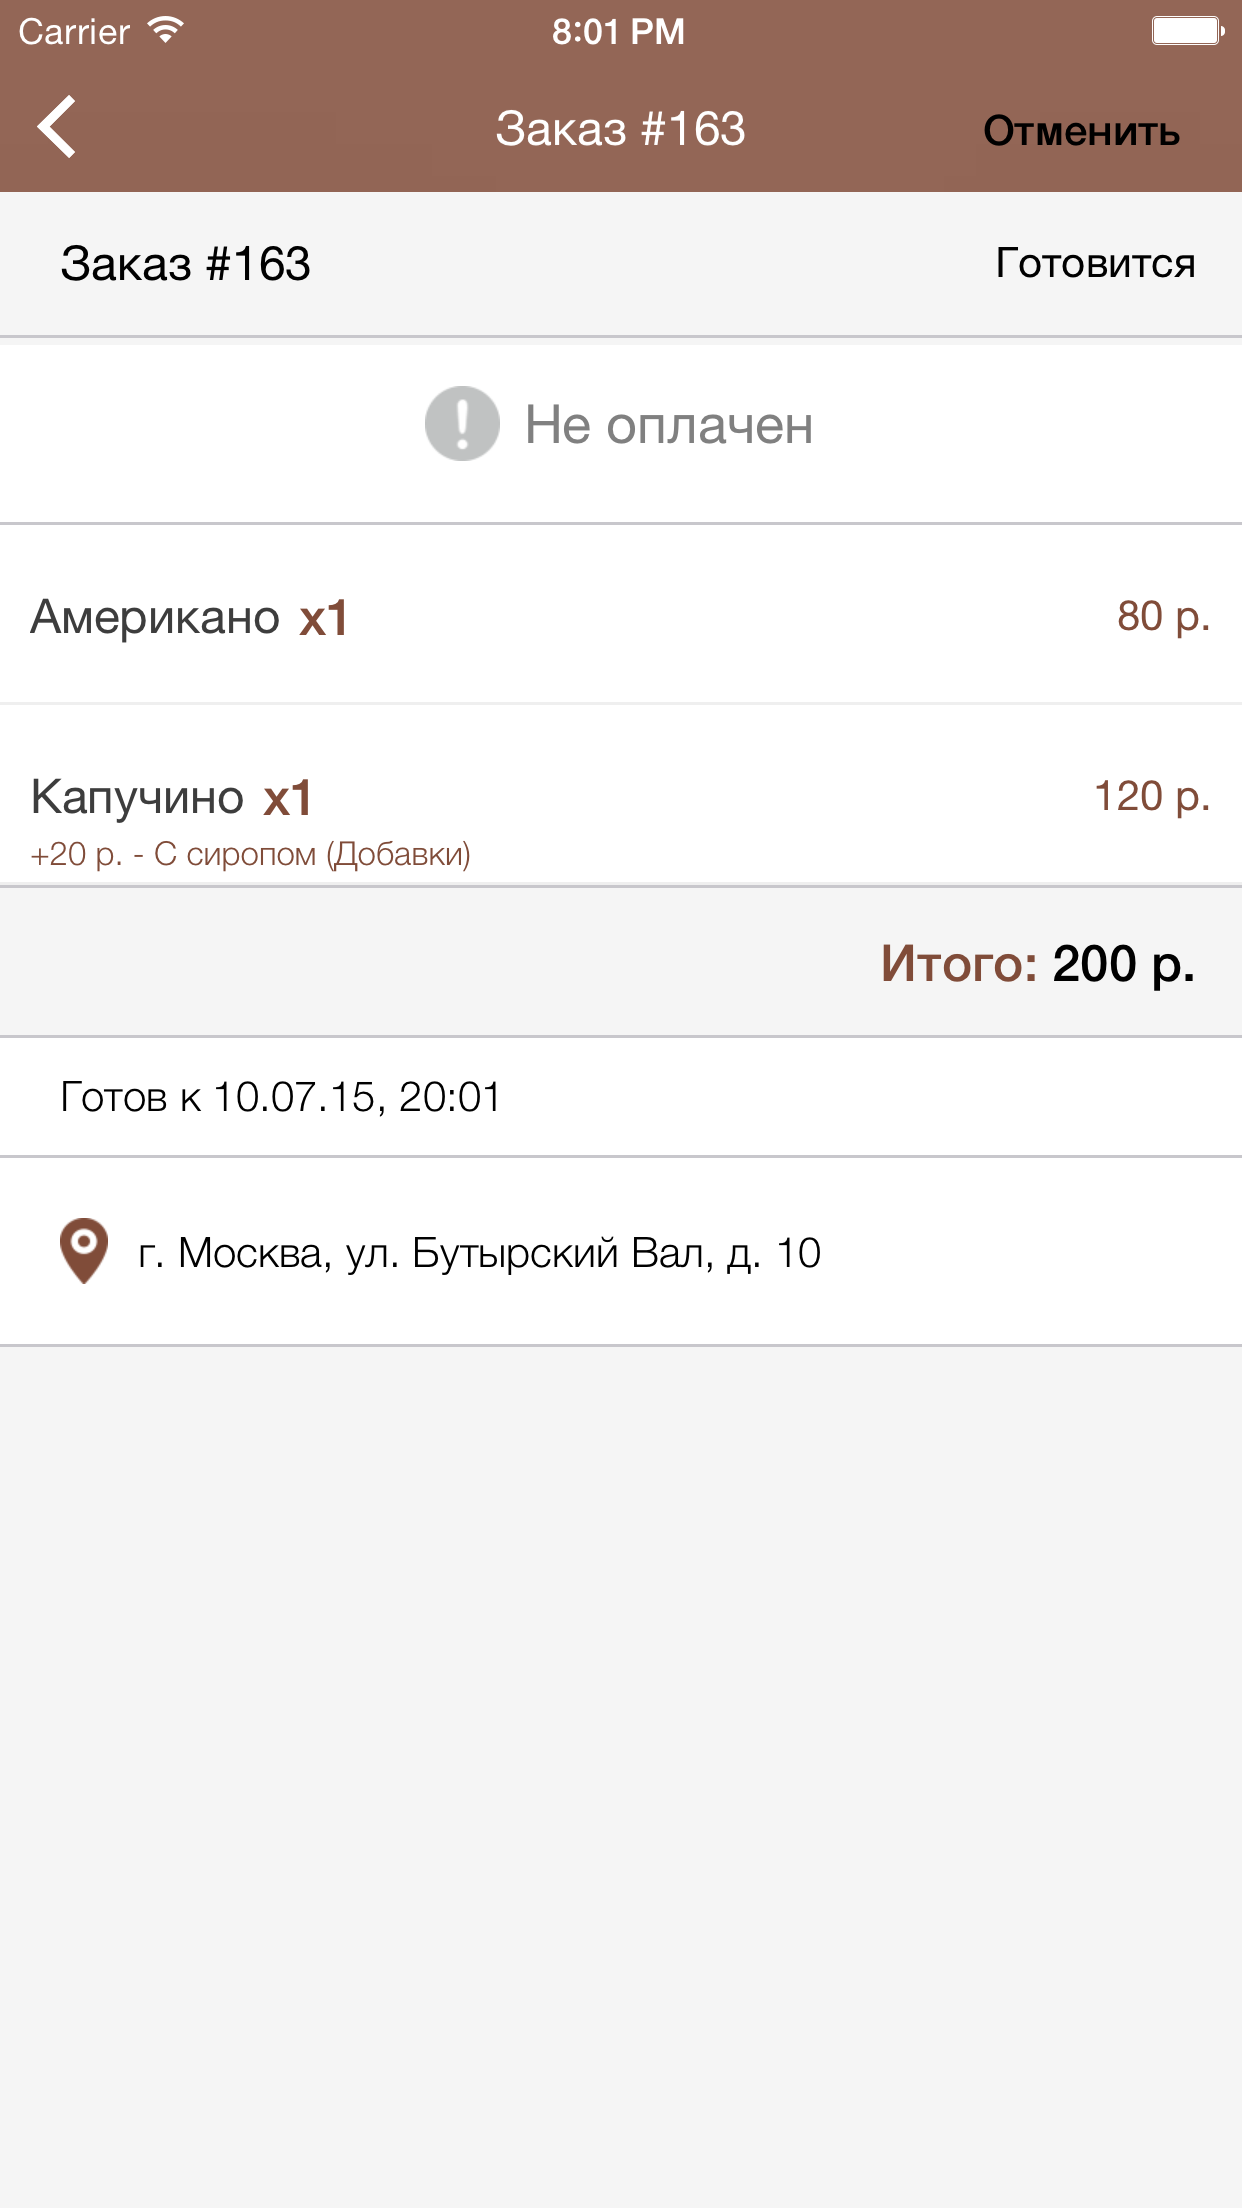 Carrier 8:01 PM
Заказ #163 Отменить
Заказ #163 Готовится
Не оплачен
Американо x1 80 р.
Капучино x1 120 р.
+20 р. - С сиропом (Добавки)
Итого: 200 р.
Готов к 10.07.15, 20:01
г. Москва, ул. Бутырский Вал, д. 10